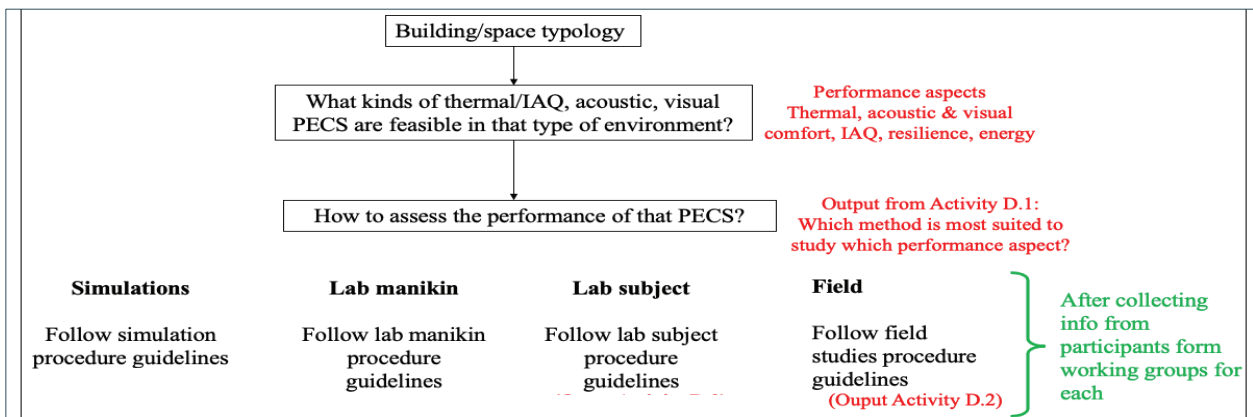 Building/space typology
What kinds of thermal/IAQ, acoustic, visual
PECS are feasible in that type of environment?
Performance aspects
Thermal, acoustic & visual
comfort, IAQ, resilience, energy
How to assess the performance of that PECS?
Output from Activity D.1:
Which method is most suited to
study which performance aspect?
Simulations
Follow simulation
procedure guidelines
Lab manikin
Follow lab manikin
procedure
guidelines
Lab subject
Follow lab subject
procedure
guidelines
Field
Follow field
studies procedure
guidelines
(Ouput Activity D.2)
After collecting
info from
participants form
working groups for
each